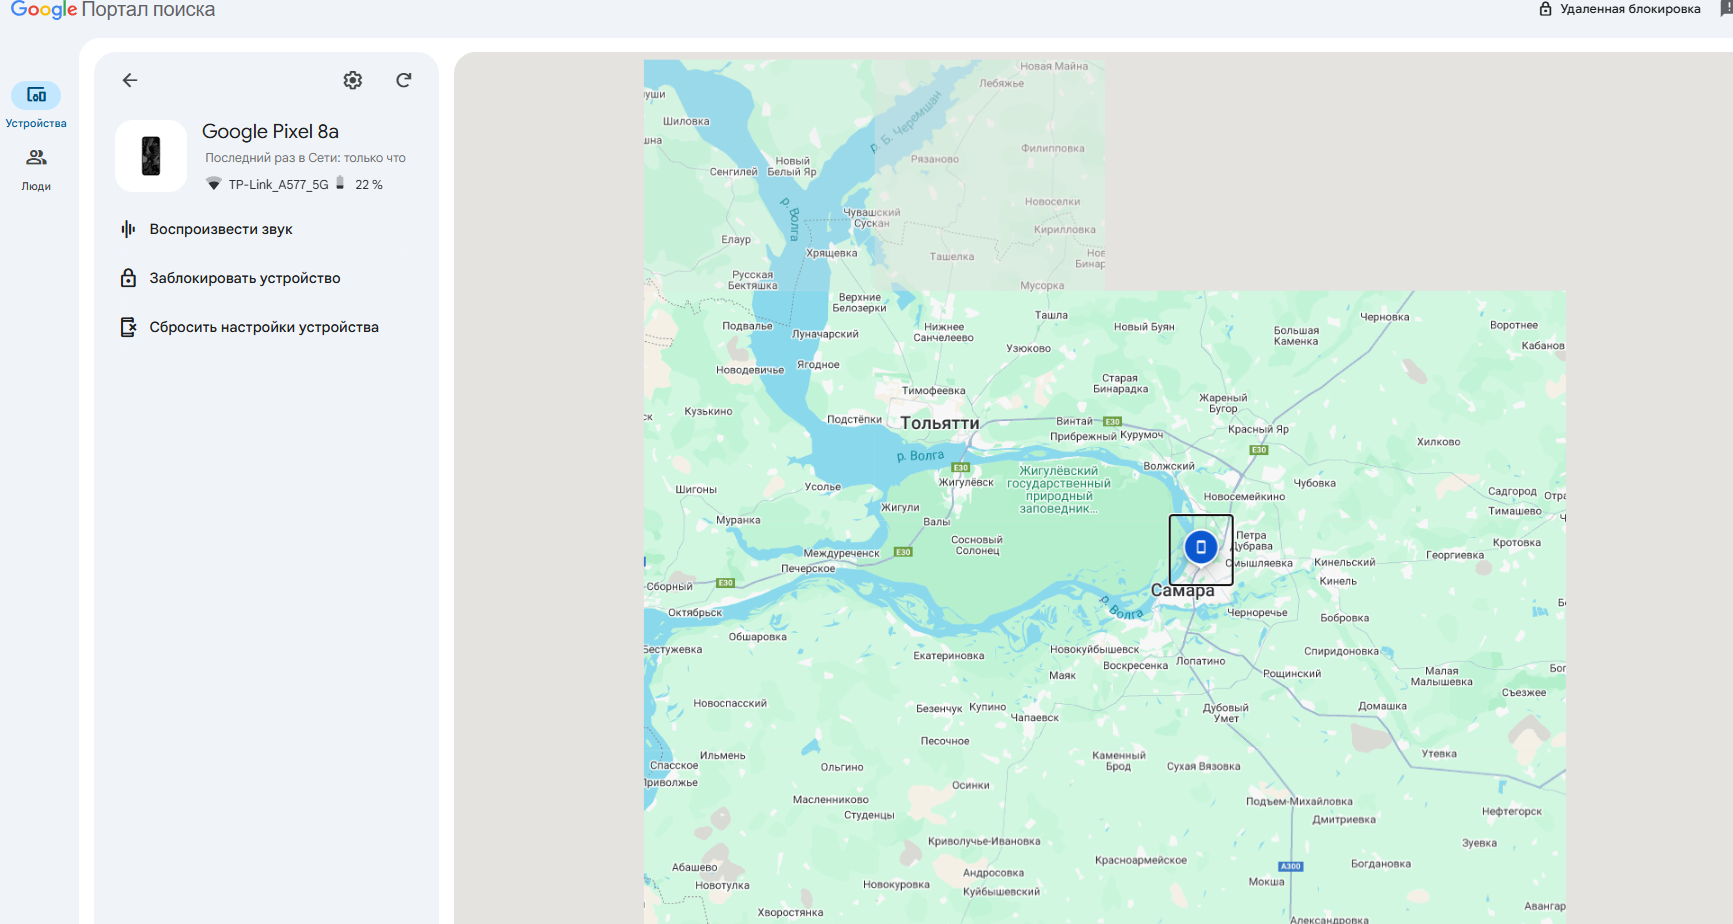 Google Портал поиска
Удаленная блокировка
Устройства
Люди
Google Pixel 8a
Последний раз в Сети: только что
TP-Link_A577_5G 22 %
Воспроизвести звук
Заблокировать устройство
Сбросить настройки устройства
Новая Майна
Лебяжье
р. Б. Черемшан
Шиловка
Рязаново
Филипповка
Новый
Белый Яр
Сенгилей
р. Волга
Новоселки
Чувашский
Сускан
Кирилловка
Елаур
Хрящевка
Ташелка
Русская
Бектяшка
Мусорка
Верхние
Белозерки
Ташла
Черновка
Подвалье
Луначарский
Нижнее
Санчелеево
Новый Буян
Большая
Каменка
Воротнее
Узюково
Кабанов
Новодевичье
Ягодное
Старая
Бинарадка
Тимофеевка
Жареный
Бугор
Кузькино
Подстёпки
Тольятти
Винтай
E30
Прибрежный
Курумоч
Красный Яр
E30
Хилково
р. Волга
E30
Волжский
Жигулёвский
государственный
природный
заповедник...
Шигоны
Усолье
Жигулёвск
Чубовка
Садгород
Новосемейкино
Жигули
Тимашево
Муранка
Валы
Сосновый
Солонец
Петра
Дубрава
Кротовка
Междуреченск
E30
Георгиевка
Печерское
Смышляевка
Кинельский
Сборный
E30
Кинель
Самара
р. Волга
Октябрьск
Черноречье
Бобровка
Обшаровка
Бестужевка
Екатериновка
Новокуйбышевск
Спиридоновка
Воскресенка
Лопатино
Маяк
Рощинский
Малая
Малышевка
Съезжее
Новоспасский
Безенчук
Купино
Дубовый
Умет
Домашка
Чапаевск
Песочное
Ильмень
Каменный
Брод
Утевка
Спасское
Ольгино
Сухая Вязовка
Приволжье
Осинки
Масленниково
Подъем-Михайловка
Студенцы
Дмитриевка
Нефтегорск
Криволучье-Ивановка
Зуевка
Абашево
Красноармейское
A300
Богдановка
Андросовка
Новотулка
Новокуровка
Куйбышевский
Мокша
Хворостянка
Александровка
Авангар